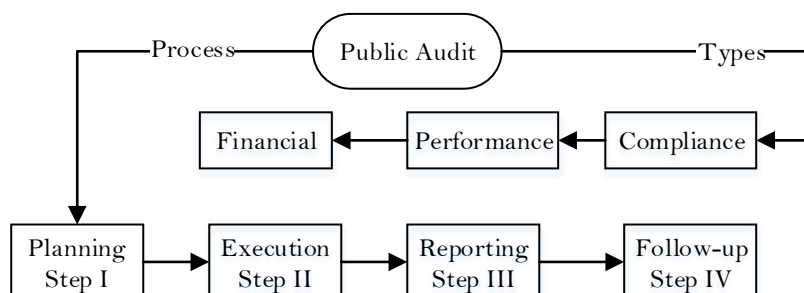 Process
Public Audit
Types
Financial
Performance
Compliance
Planning
Step I
Execution
Step II
Reporting
Step III
Follow-up
Step IV